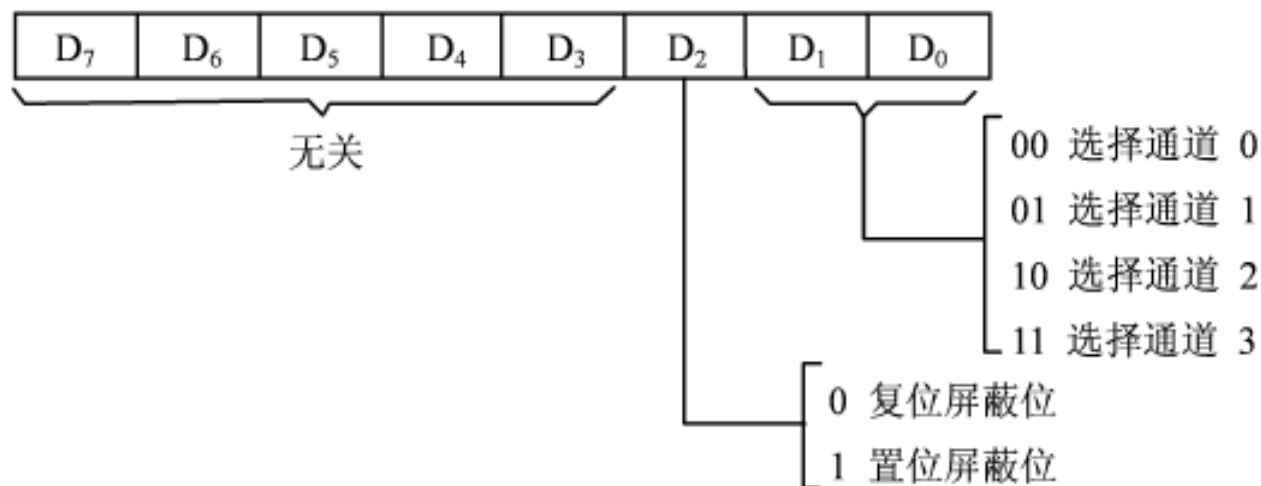 D₇ D₆ D₅ D₄ D₃ D₂ D₁ D₀
无关
00 选择通道 0
01 选择通道 1
10 选择通道 2
11 选择通道 3
0 复位屏蔽位
1 置位屏蔽位